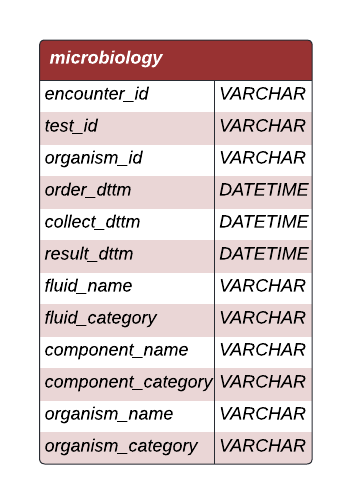 microbiology
encounter_id VARCHAR
test_id VARCHAR
organism_id VARCHAR
order_dttm DATETIME
collect_dttm DATETIME
result_dttm DATETIME
fluid_name VARCHAR
fluid_category VARCHAR
component_name VARCHAR
component_category VARCHAR
organism_name VARCHAR
organism_category VARCHAR